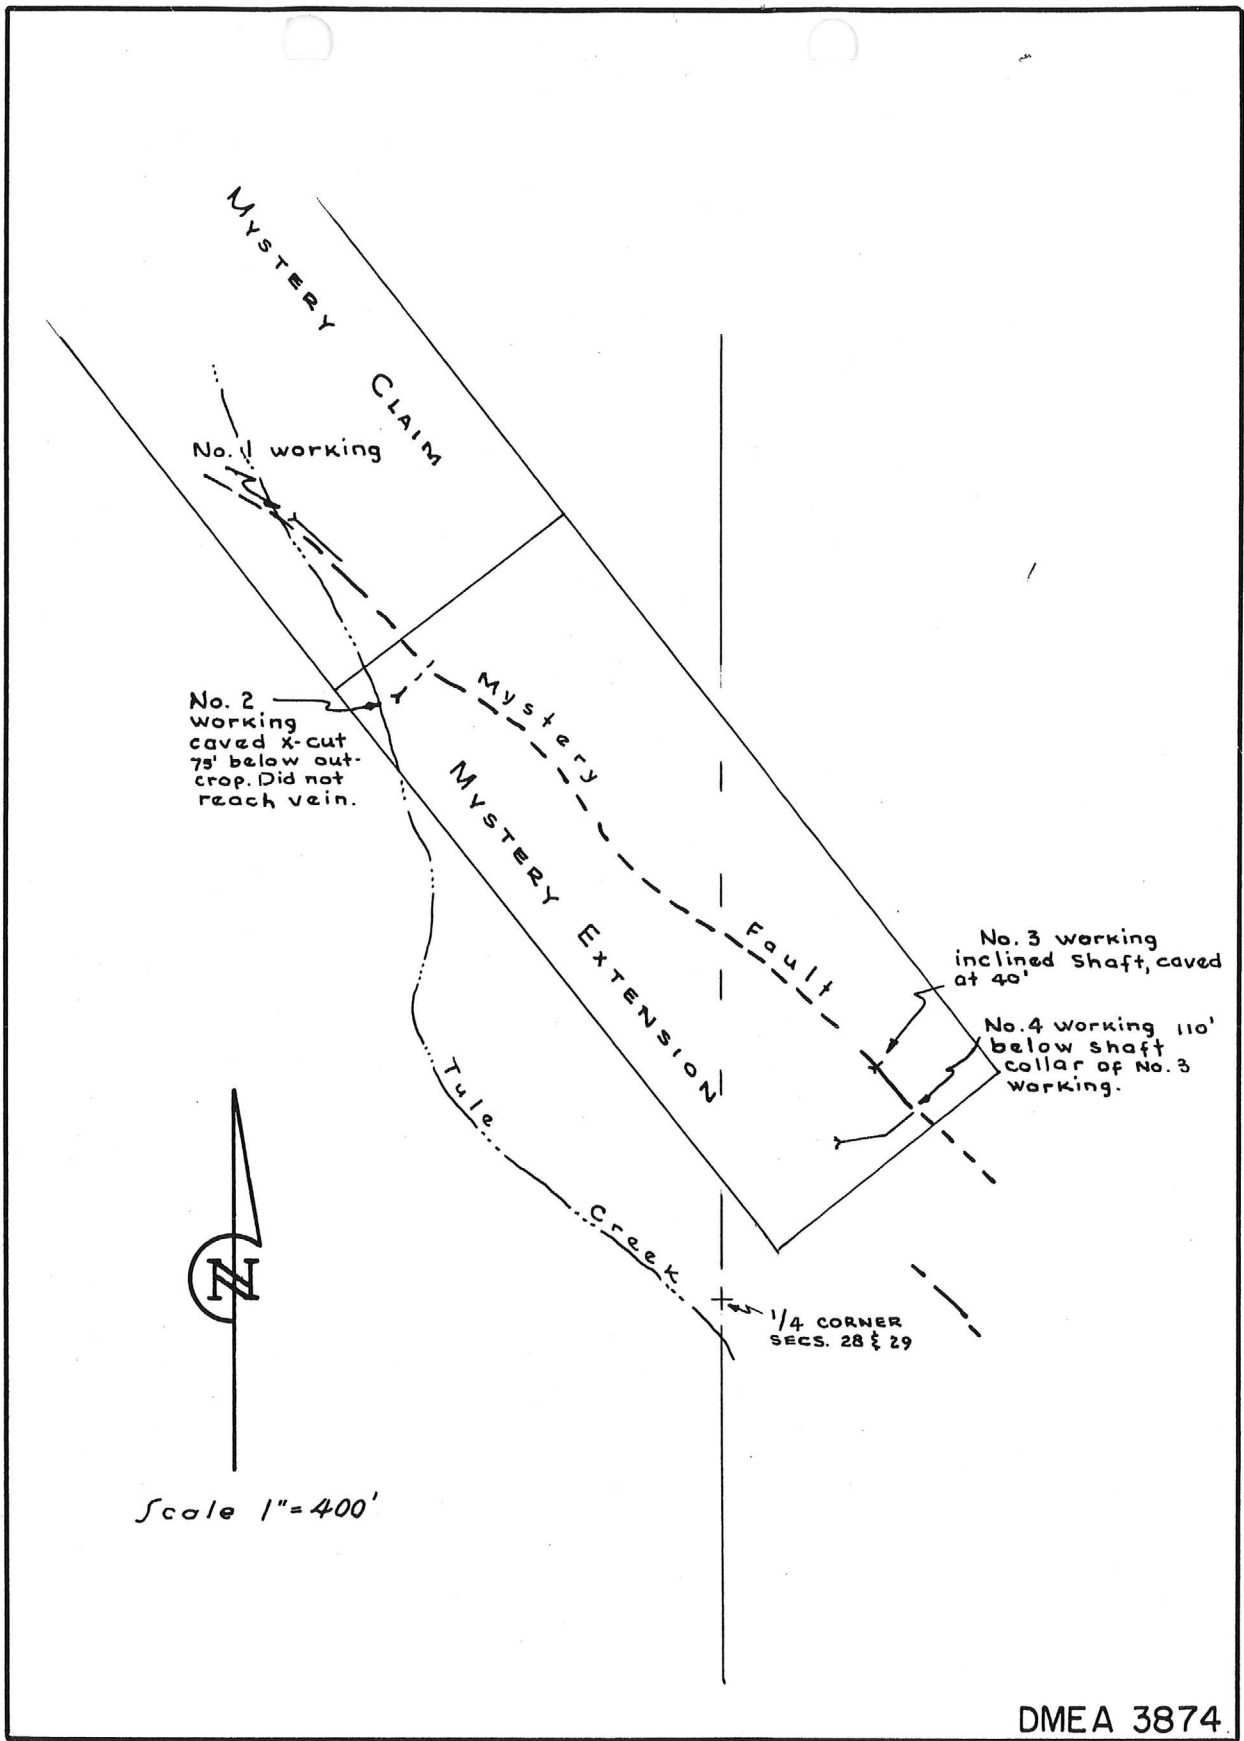 MYSTERY CLAIM
No. 1 working
No. 2
working
caved x-cut
75' below out-
crop. Did not
reach vein.
Mystery Fault
MYSTERY EXTENSION
No. 3 working
inclined Shaft, caved
at 40'
No. 4 working 110'
below shaft
collar of No. 3
working.
Tule Creek
N
1/4 CORNER
SECS. 28 & 29
Scale 1"= 400'
DMEA 3874